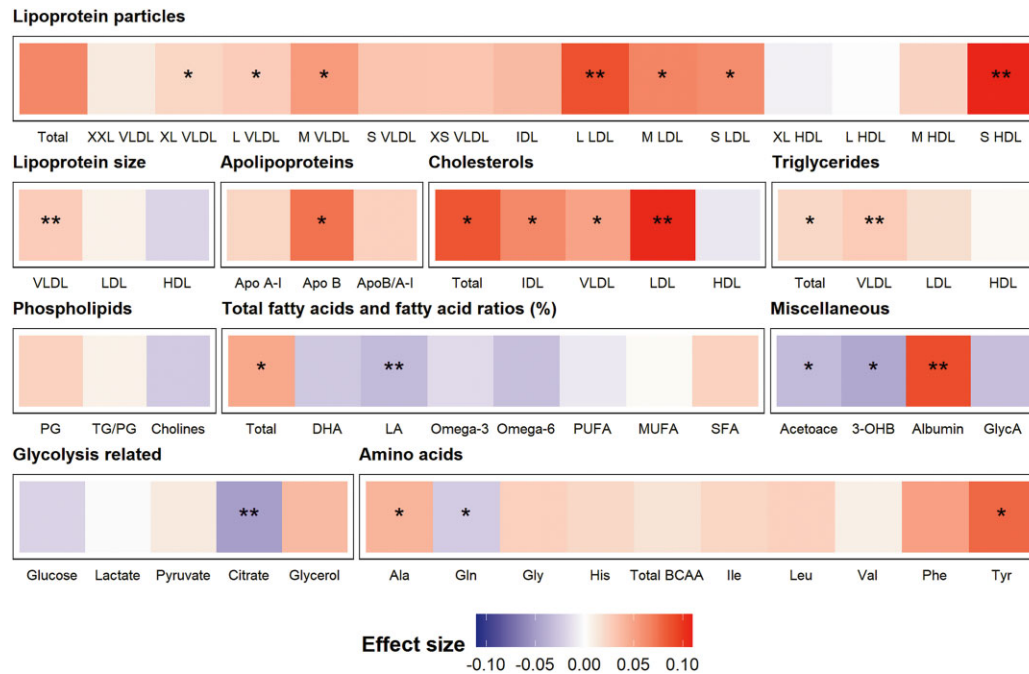 Lipoprotein particles
* * * ** * * **
Total XXL VLDL XL VLDL L VLDL M VLDL S VLDL XS VLDL IDL L LDL M LDL S LDL XL HDL L HDL M HDL S HDL
Lipoprotein size Apolipoproteins Cholesterols Triglycerides
** * * * * ** * **
VLDL LDL HDL Apo A-I Apo B ApoB/A-I Total IDL VLDL LDL HDL Total VLDL LDL HDL
Phospholipids Total fatty acids and fatty acid ratios (%) Miscellaneous
* ** * * **
PG TG/PG Cholines Total DHA LA Omega-3 Omega-6 PUFA MUFA SFA Acetoace 3-OHB Albumin GlycA
Glycolysis related Amino acids
** * * *
Glucose Lactate Pyruvate Citrate Glycerol Ala Gln Gly His Total BCAA Ile Leu Val Phe Tyr
Effect size
-0.10 -0.05 0.00 0.05 0.10